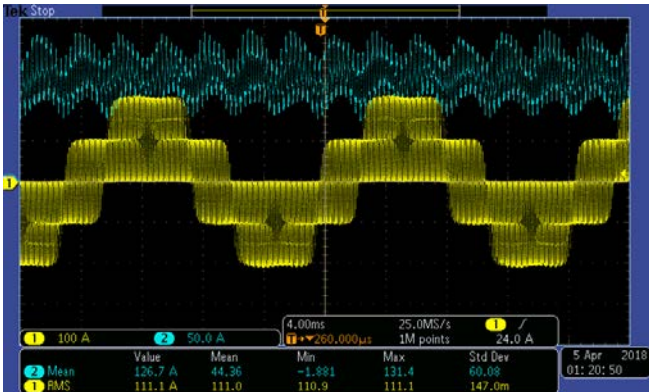 Tek Stop
T
T
1
1 100 A 2 50.0 A 4.00ms 25.0MS/s 1 ∫
T→▼260.000µs 1M points 24.0 A
Value Mean Min Max Std Dev
2 Mean 126.7 A 44.36 -1.881 131.4 60.08
1 RMS 111.1 A 111.0 110.9 111.1 147.0m
5 Apr 2018
01:20:50